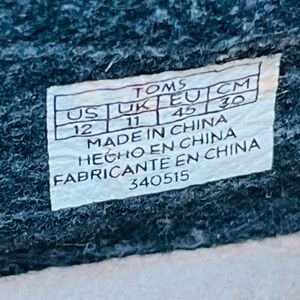 TOMS
US UK EU CM
12 11 45 30
MADE IN CHINA
HECHO EN CHINA
FABRICANTE EN CHINA
340515